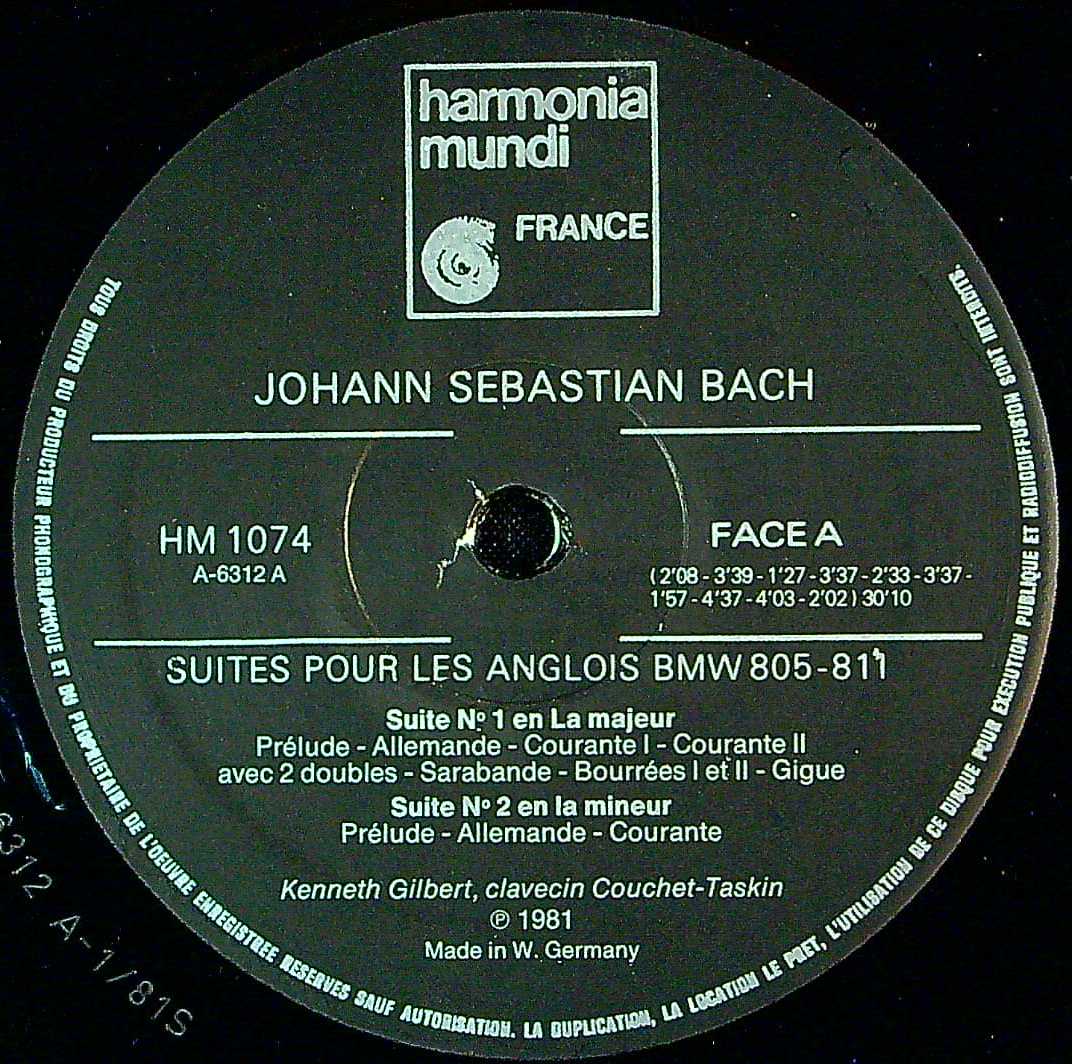 harmonia
mundi
FRANCE
JOHANN SEBASTIAN BACH
HM 1074
A-6312 A
FACE A
(2'08 - 3'39 - 1'27 - 3'37 - 2'33 - 3'37 -
1'57 - 4'37 - 4'03 - 2'02) 30'10
SUITES POUR LES ANGLOIS BMW 805-811
Suite Nº 1 en La majeur
Prélude - Allemande - Courante I - Courante II
avec 2 doubles - Sarabande - Bourrées I et II - Gigue
Suite Nº 2 en la mineur
Prélude - Allemande - Courante
Kenneth Gilbert, clavecin Couchet-Taskin
℗ 1981
Made in W. Germany
TOUS DROITS DU PRODUCTEUR PHONOGRAPHIQUE ET DU PROPRIETAIRE DE L'OEUVRE ENREGISTREE RESERVES SAUF AUTORISATION. LA DUPLICATION, LA LOCATION LE PRET, L'UTILISATION DE CE DISQUE POUR EXECUTION PUBLIQUE ET RADIODIFFUSION SONT INTERDITS.
6312 A-1/81S